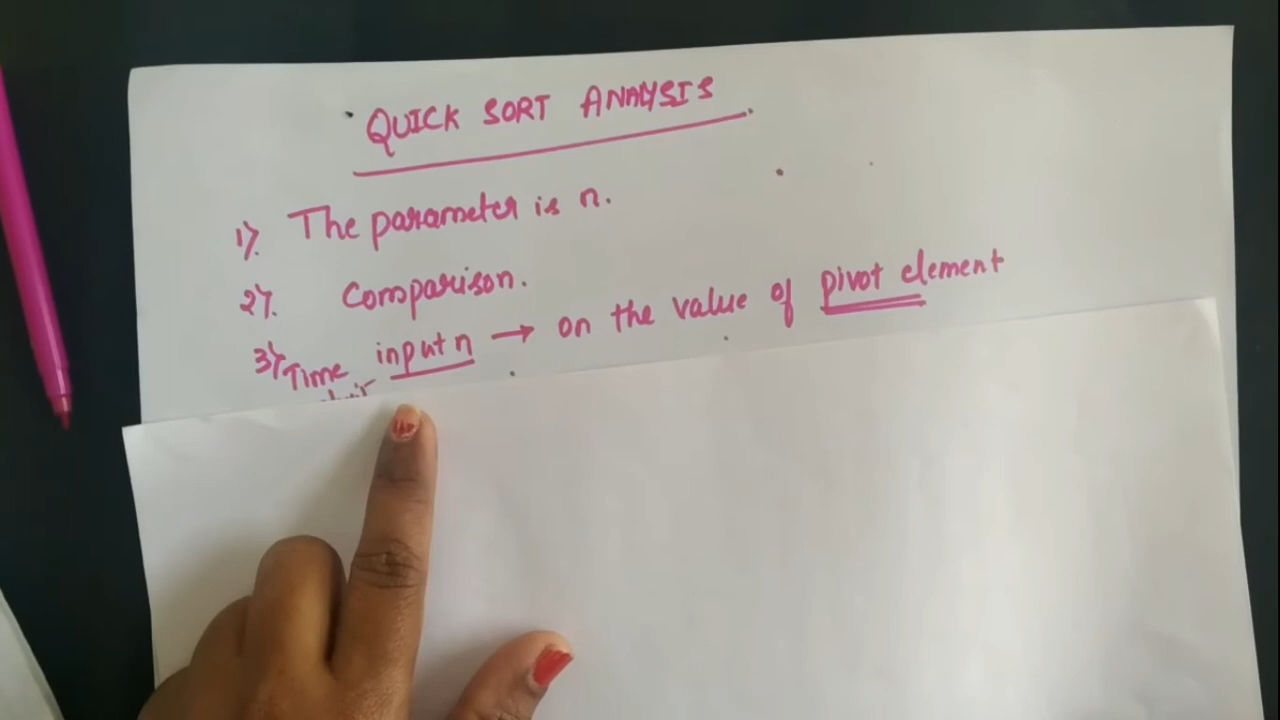 QUICK SORT ANALYSIS
1). The parameter is n.
2). Comparison.
3). Time input n → on the value of pivot element